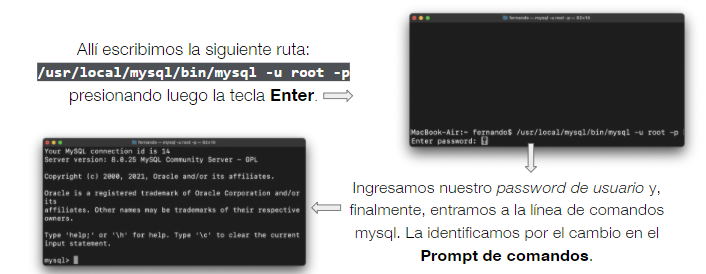 Allí escribimos la siguiente ruta:
/usr/local/mysql/bin/mysql -u root -p
presionando luego la tecla Enter.
fernando — mysql -u root -p — 83×16
MacBook-Air:~ fernando$ /usr/local/mysql/bin/mysql -u root -p
Enter password:
Ingresamos nuestro password de usuario y,
finalmente, entramos a la línea de comandos
mysql. La identificamos por el cambio en el
Prompt de comandos.
fernando — mysql -u root -p — 83×16
Your MySQL connection id is 14
Server version: 8.0.25 MySQL Community Server - GPL
Copyright (c) 2000, 2021, Oracle and/or its affiliates.
Oracle is a registered trademark of Oracle Corporation and/or
its
affiliates. Other names may be trademarks of their respective
owners.
Type 'help;' or '\h' for help. Type '\c' to clear the current
input statement.
mysql>